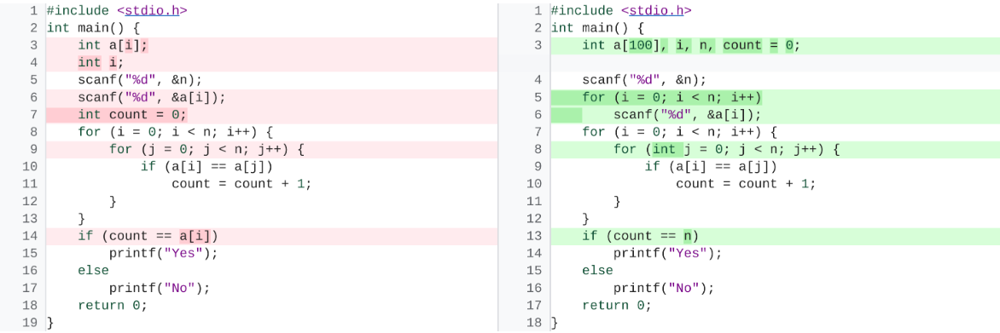 1 #include <stdio.h>
2 int main() {
3 int a[i];
4 int i;
5 scanf("%d", &n);
6 scanf("%d", &a[i]);
7 int count = 0;
8 for (i = 0; i < n; i++) {
9 for (j = 0; j < n; j++) {
10 if (a[i] == a[j])
11 count = count + 1;
12 }
13 }
14 if (count == a[i])
15 printf("Yes");
16 else
17 printf("No");
18 return 0;
19 }
1 #include <stdio.h>
2 int main() {
3 int a[100], i, n, count = 0;
4 scanf("%d", &n);
5 for (i = 0; i < n; i++)
6 scanf("%d", &a[i]);
7 for (i = 0; i < n; i++) {
8 for (int j = 0; j < n; j++) {
9 if (a[i] == a[j])
10 count = count + 1;
11 }
12 }
13 if (count == n)
14 printf("Yes");
15 else
16 printf("No");
17 return 0;
18 }